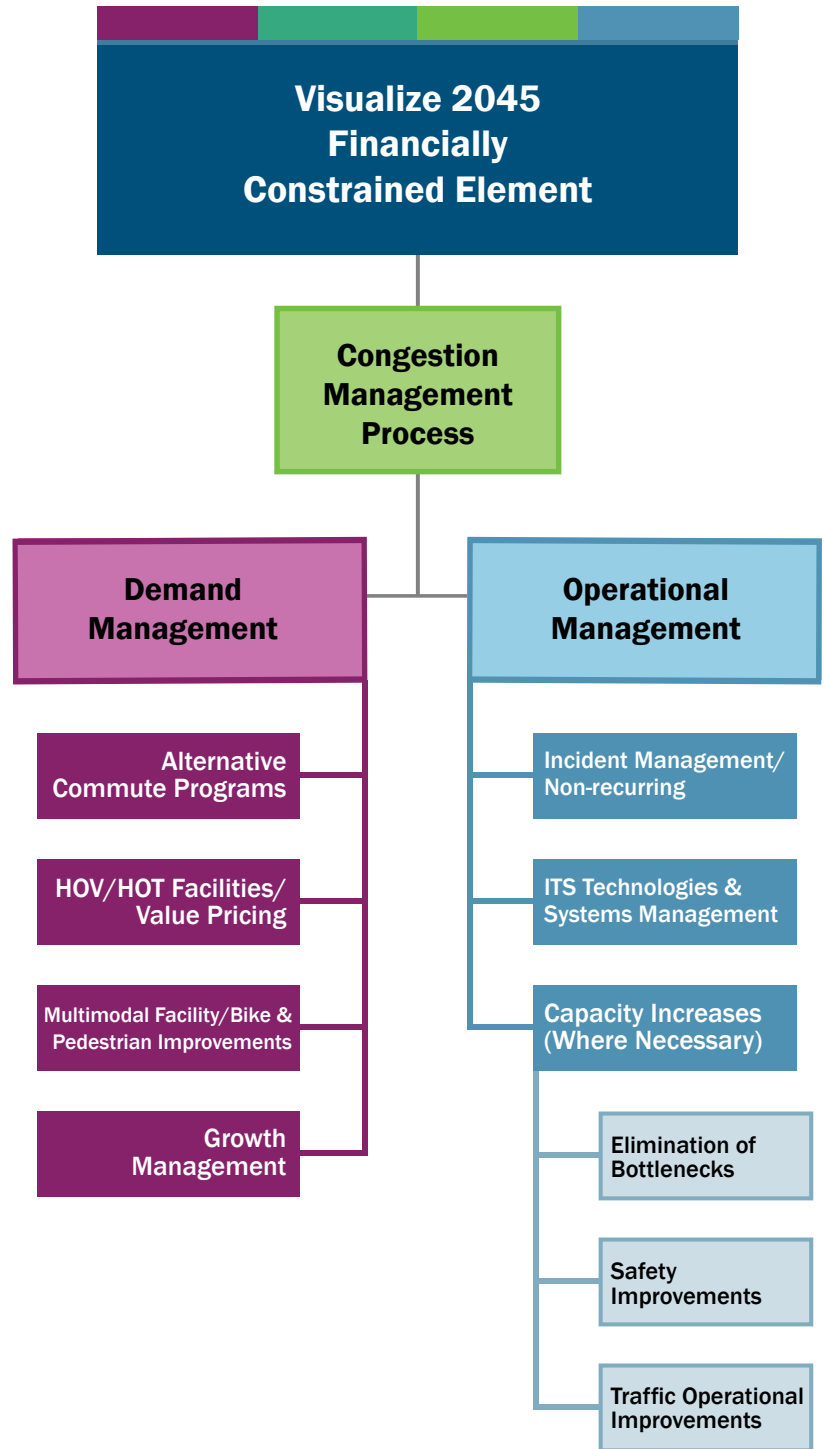 Visualize 2045
Financially
Constrained Element
Congestion
Management
Process
Demand
Management
Alternative
Commute Programs
HOV/HOT Facilities/
Value Pricing
Multimodal Facility/Bike &
Pedestrian Improvements
Growth
Management
Operational
Management
Incident Management/
Non-recurring
ITS Technologies &
Systems Management
Capacity Increases
(Where Necessary)
Elimination of
Bottlenecks
Safety
Improvements
Traffic Operational
Improvements